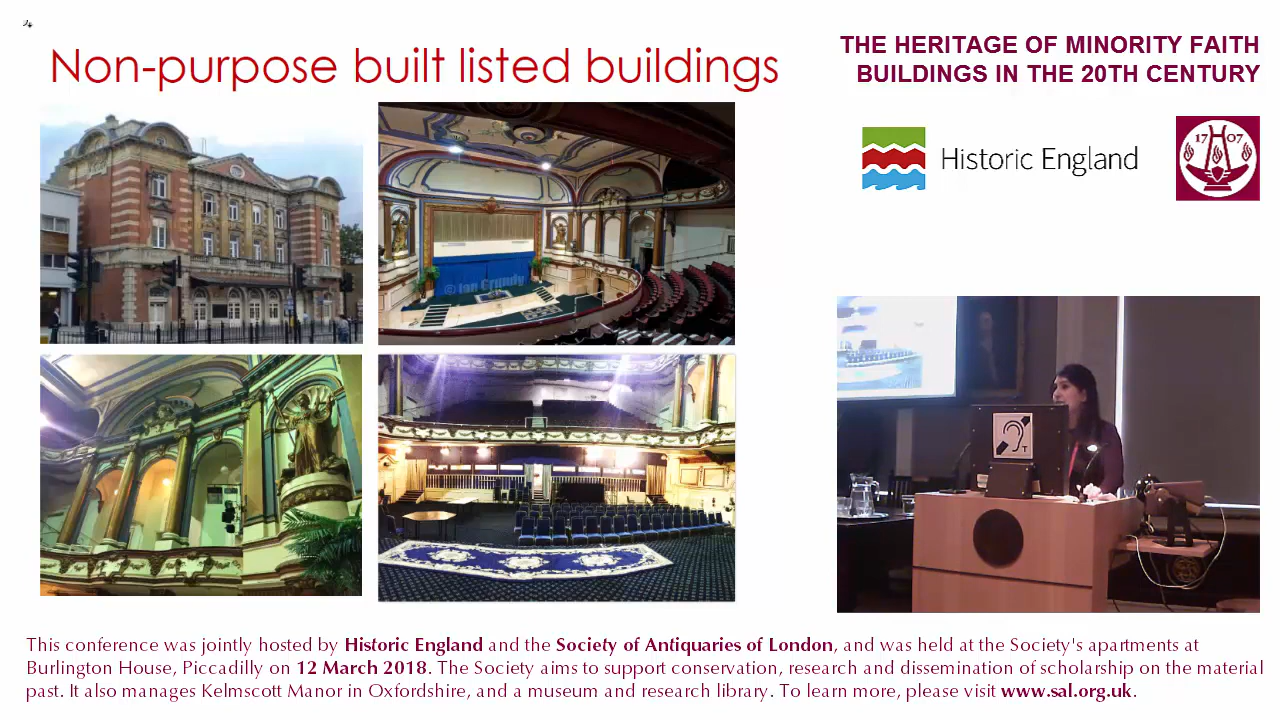 Non-purpose built listed buildings
THE HERITAGE OF MINORITY FAITH
BUILDINGS IN THE 20TH CENTURY
Historic England
17 07
© Ian Grundy
T
This conference was jointly hosted by Historic England and the Society of Antiquaries of London, and was held at the Society's apartments at
Burlington House, Piccadilly on 12 March 2018. The Society aims to support conservation, research and dissemination of scholarship on the material
past. It also manages Kelmscott Manor in Oxfordshire, and a museum and research library. To learn more, please visit www.sal.org.uk.